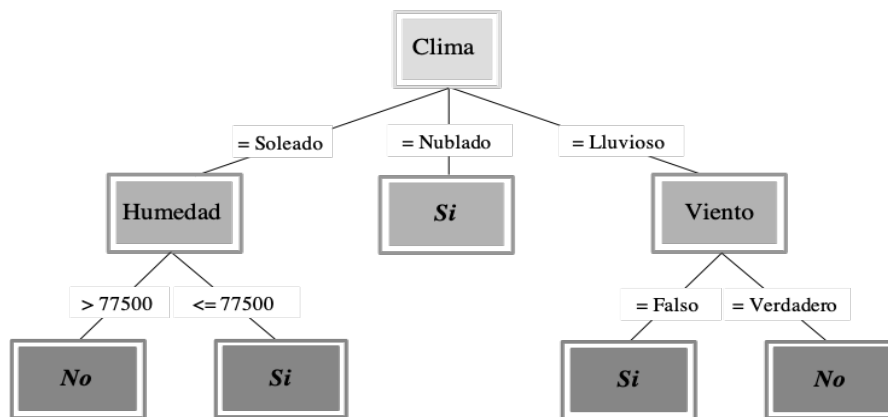 Clima
= Soleado
= Nublado
= Lluvioso
Humedad
Si
Viento
> 77500
<= 77500
= Falso
= Verdadero
No
Si
Si
No